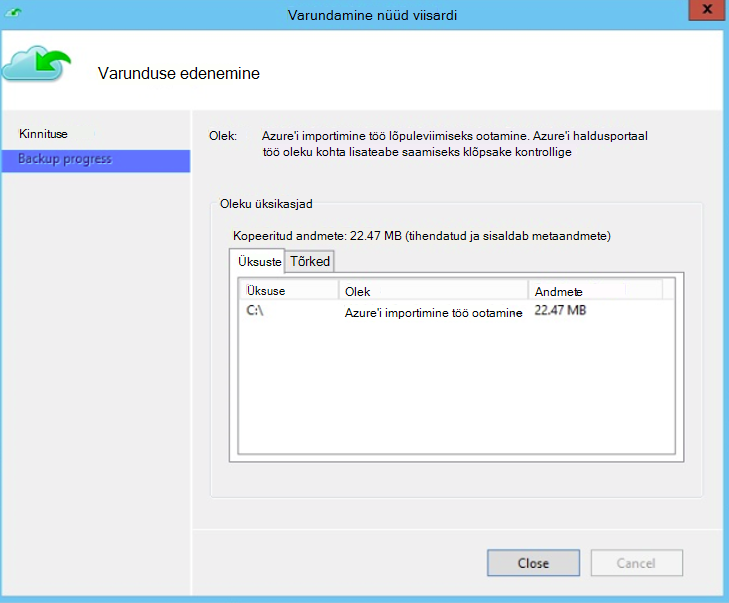 Varundamine nüüd viisardi
x
Varunduse edenemine
Kinnituse
Backup progress
Olek: Azure'i importimine töö lõpuleviimiseks ootamine. Azure'i haldusportaal
töö oleku kohta lisateabe saamiseks klõpsake kontrollige
Oleku üksikasjad
Kopeeritud andmete: 22.47 MB (tihendatud ja sisaldab metaandmete)
Üksuste Tõrked
Üksuse Olek Andmete
C:\ Azure'i importimine töö ootamine 22.47 MB
Close Cancel